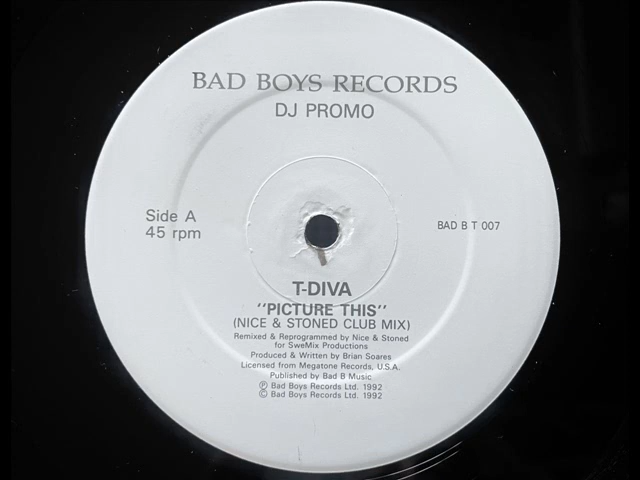 BAD BOYS RECORDS
DJ PROMO
Side A
45 rpm
BAD B T 007
T-DIVA
"PICTURE THIS"
(NICE & STONED CLUB MIX)
Remixed & Reprogrammed by Nice & Stoned
for SweMix Productions
Produced & Written by Brian Soares
Licensed from Megatone Records, U.S.A.
Published by Bad B Music
℗ Bad Boys Records Ltd. 1992
© Bad Boys Records Ltd. 1992